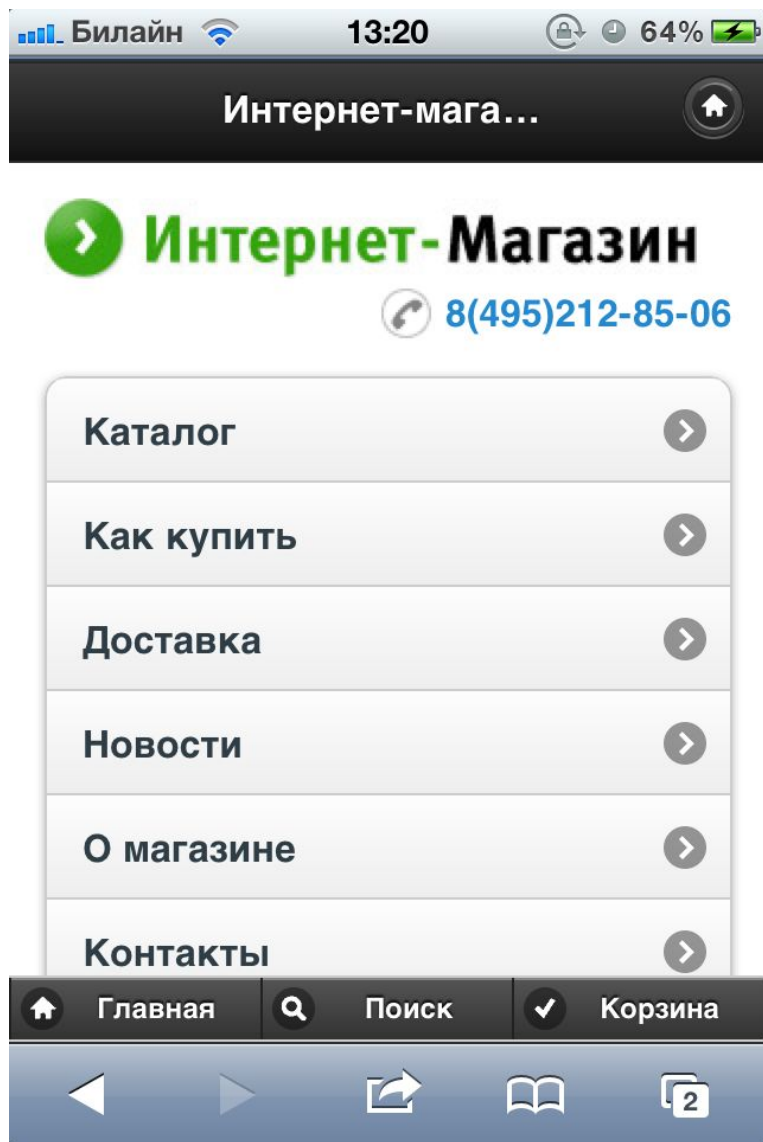 Билайн 13:20 64%
Интернет-мага...
Интернет-Магазин
8(495)212-85-06
Каталог
Как купить
Доставка
Новости
О магазине
Контакты
Главная Поиск Корзина
2